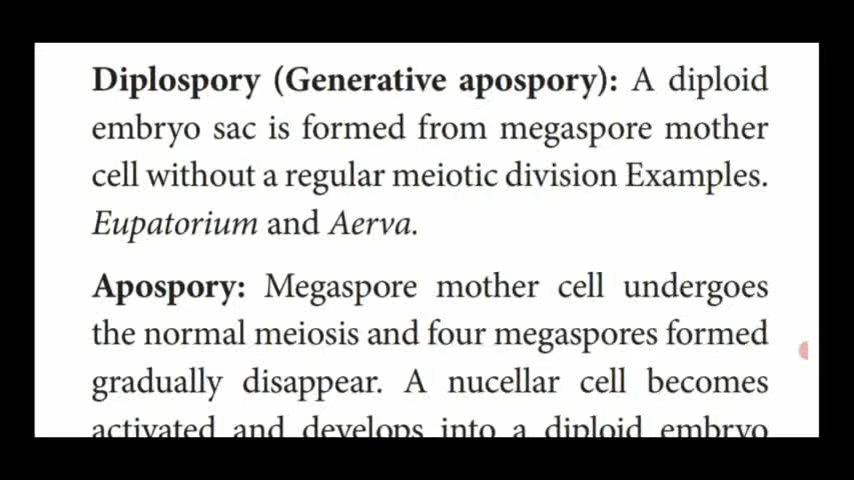 Diplospory (Generative apospory): A diploid
embryo sac is formed from megaspore mother
cell without a regular meiotic division Examples.
Eupatorium and Aerva.
Apospory: Megaspore mother cell undergoes
the normal meiosis and four megaspores formed
gradually disappear. A nucellar cell becomes
activated and develops into a diploid embryo